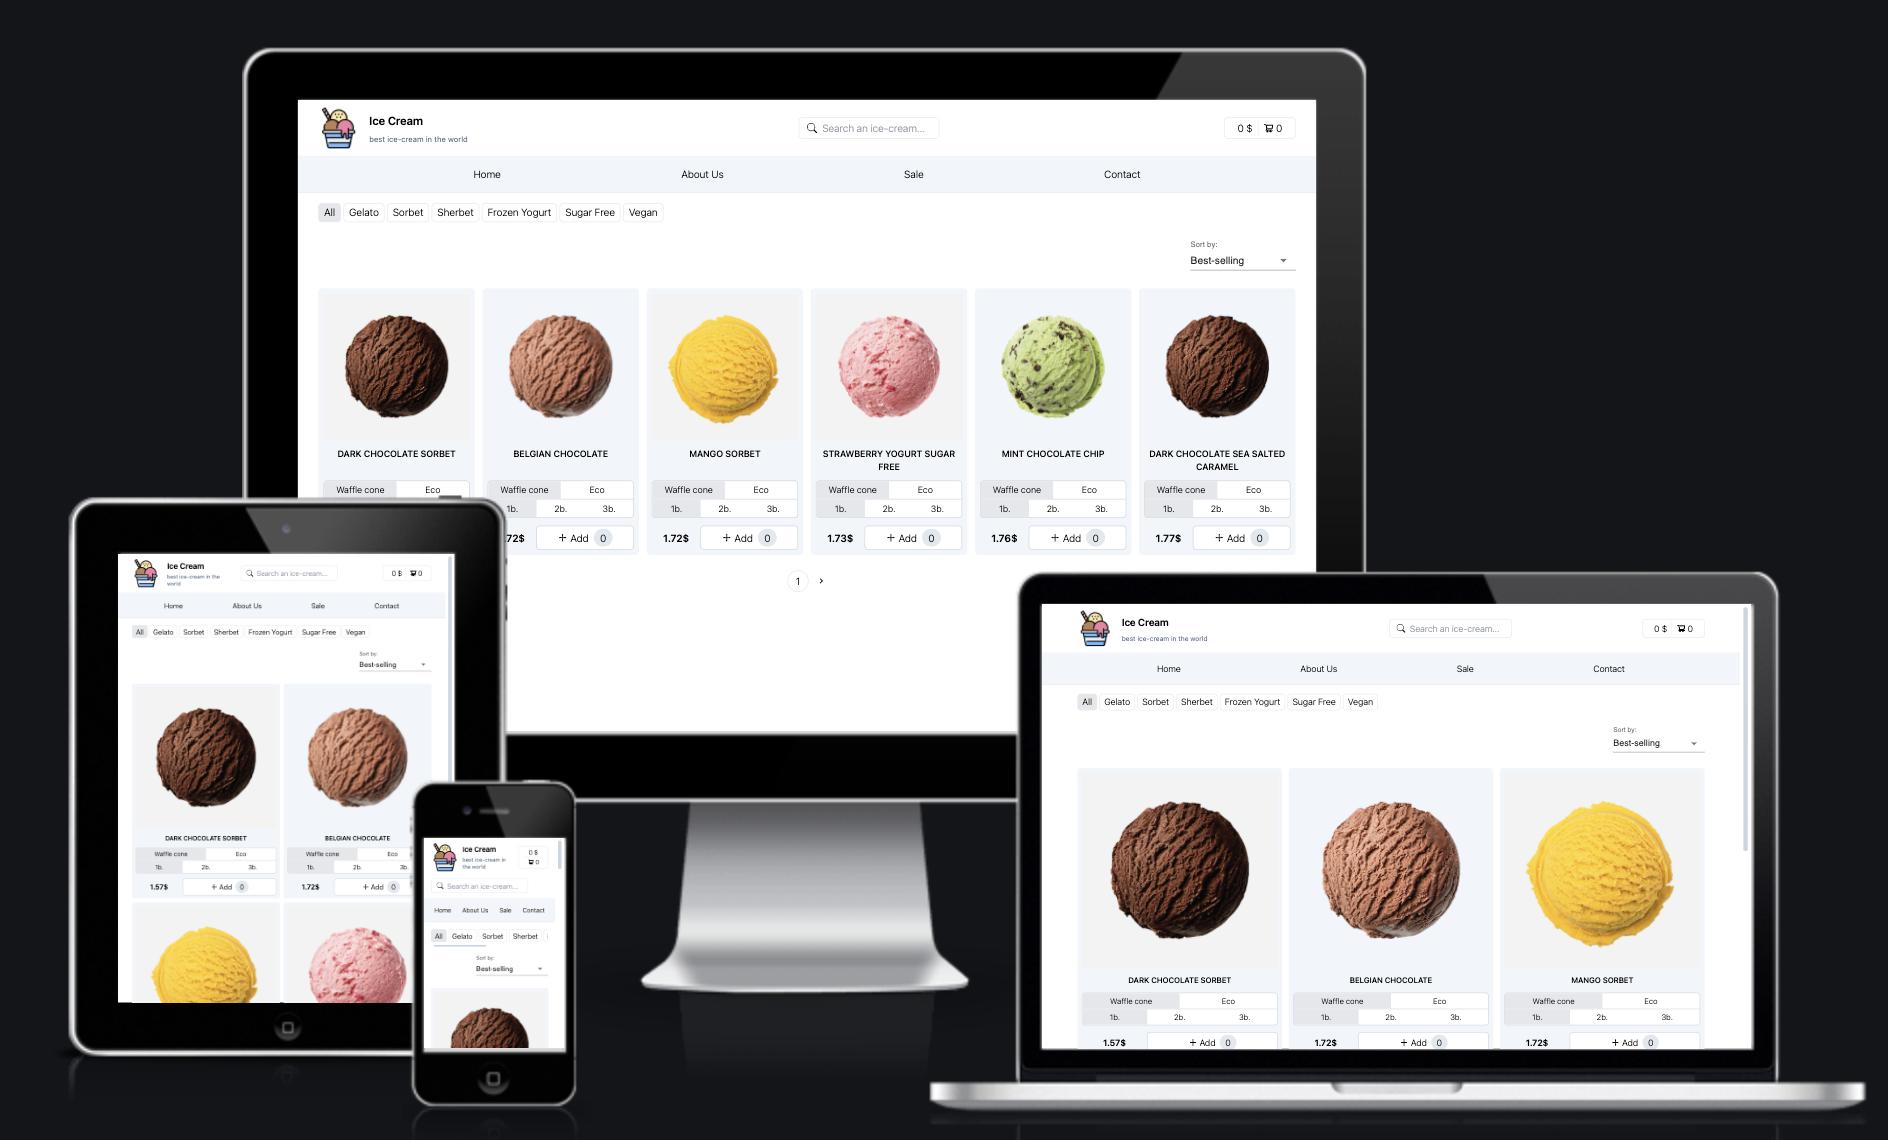 Ice Cream
best ice-cream in the world
Search an ice-cream...
0 $ 0
Home About Us Sale Contact
All Gelato Sorbet Sherbet Frozen Yogurt Sugar Free Vegan
Sort by:
Best-selling
DARK CHOCOLATE SORBET
Waffle cone Eco
BELGIAN CHOCOLATE
Waffle cone Eco
1b. 2b. 3b.
72$ + Add 0
MANGO SORBET
Waffle cone Eco
1b. 2b. 3b.
1.72$ + Add 0
STRAWBERRY YOGURT SUGAR
FREE
Waffle cone Eco
1b. 2b. 3b.
1.73$ + Add 0
MINT CHOCOLATE CHIP
Waffle cone Eco
1b. 2b. 3b.
1.76$ + Add 0
DARK CHOCOLATE SEA SALTED
CARAMEL
Waffle cone Eco
1b. 2b. 3b.
1.77$ + Add 0
1 ›
Ice Cream
best ice-cream in the
world
Search an ice-cream...
0 $ 0
Home About Us Sale Contact
All Gelato Sorbet Sherbet Frozen Yogurt Sugar Free Vegan
Sort by:
Best-selling
DARK CHOCOLATE SORBET
Waffle cone Eco
1b. 2b. 3b.
1.57$ + Add 0
BELGIAN CHOCOLATE
Waffle cone Eco
1b. 2b. 3b.
1.72$ + Add 0
Ice Cream
best ice-cream in
the world
0 $
0
Search an ice-cream...
Home About Us Sale Contact
All Gelato Sorbet Sherbet
Sort by:
Best-selling
Ice Cream
best ice-cream in the world
Search an ice-cream...
0 $ 0
Home About Us Sale Contact
All Gelato Sorbet Sherbet Frozen Yogurt Sugar Free Vegan
Sort by:
Best-selling
DARK CHOCOLATE SORBET
Waffle cone Eco
1b. 2b. 3b.
1.57$ + Add 0
BELGIAN CHOCOLATE
Waffle cone Eco
1b. 2b. 3b.
1.72$ + Add 0
MANGO SORBET
Waffle cone Eco
1b. 2b. 3b.
1.72$ + Add 0